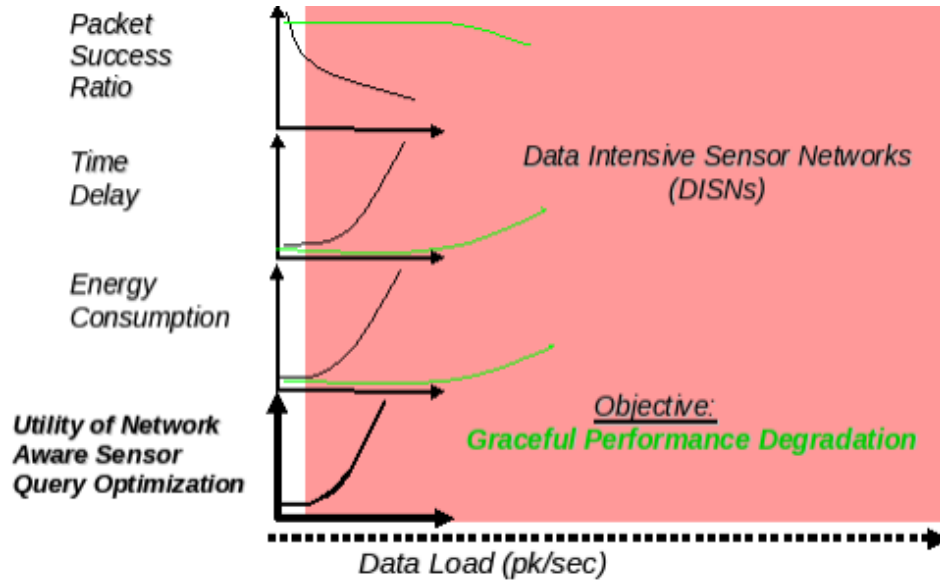 Packet
Success
Ratio
Time
Delay
Data Intensive Sensor Networks
(DISNs)
Energy
Consumption
Utility of Network
Aware Sensor
Query Optimization
Objective:
Graceful Performance Degradation
Data Load (pk/sec)